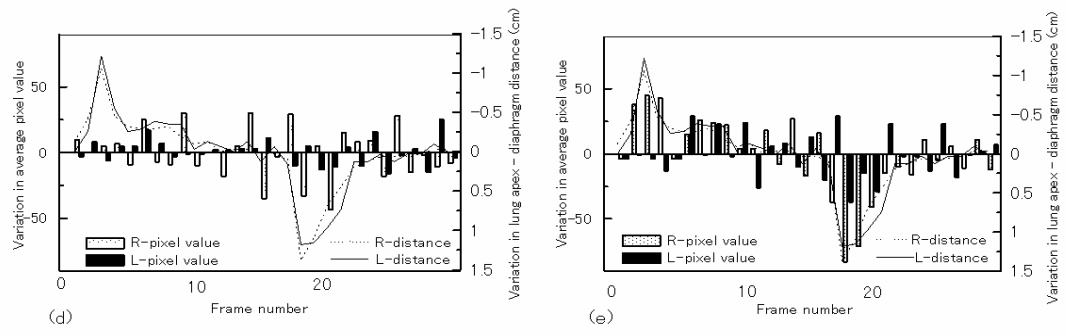 Variation in average pixel value
50
0
-50
-1.5
-1
-0.5
0
0.5
1
1.5
Variation in lung apex - diaphragm distance (cm)
R-pixel value
L-pixel value
R-distance
L-distance
0
10
20
Frame number
(d)
Variation in average pixel value
50
0
-50
-1.5
-1
-0.5
0
0.5
1
1.5
Variation in lung apex - diaphragm distance (cm)
R-pixel value
L-pixel value
R-distance
L-distance
0
10
20
Frame number
(e)